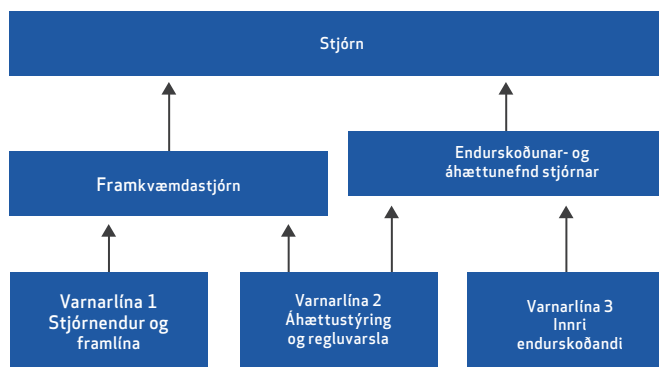 Stjórn
Framkvæmdastjórn
Endurskoðunar- og
áhættunefnd stjórnar
Varnarlína 1
Stjórnendur og
framlína
Varnarlína 2
Áhættustýring
og regluvarsla
Varnarlína 3
Innri
endurskoðandi